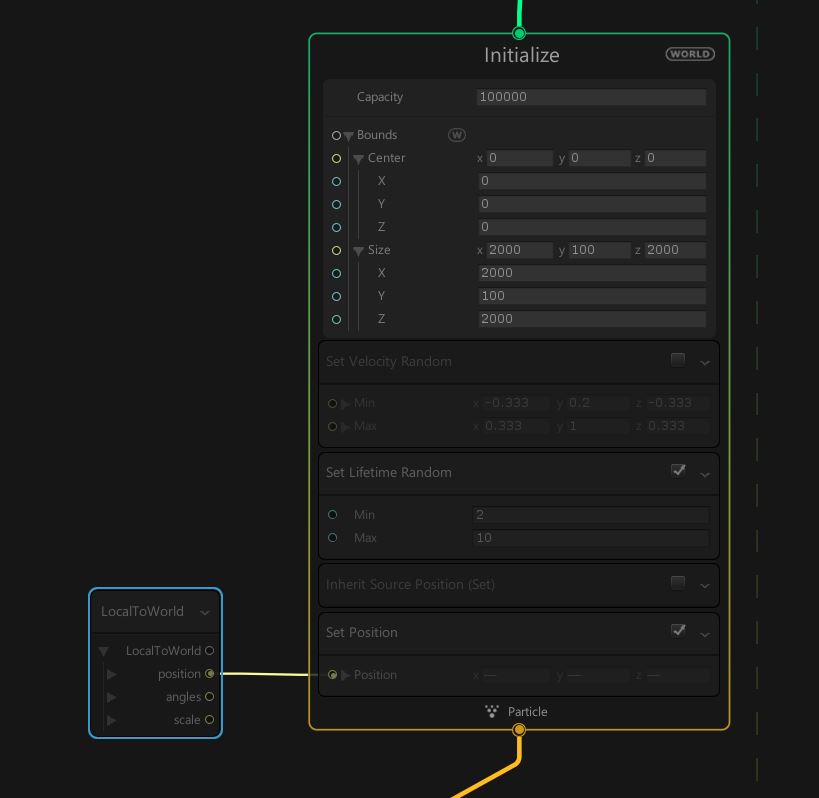 Initialize WORLD
Capacity 100000
Bounds W
Center x 0 y 0 z 0
X 0
Y 0
Z 0
Size x 2000 y 100 z 2000
X 2000
Y 100
Z 2000
Set Velocity Random
Min x -0.333 y 0.2 z -0.333
Max x 0.333 y 1 z 0.333
Set Lifetime Random
Min 2
Max 10
Inherit Source Position (Set)
Set Position
Position x — y — z —
Particle
LocalToWorld
LocalToWorld
position
angles
scale